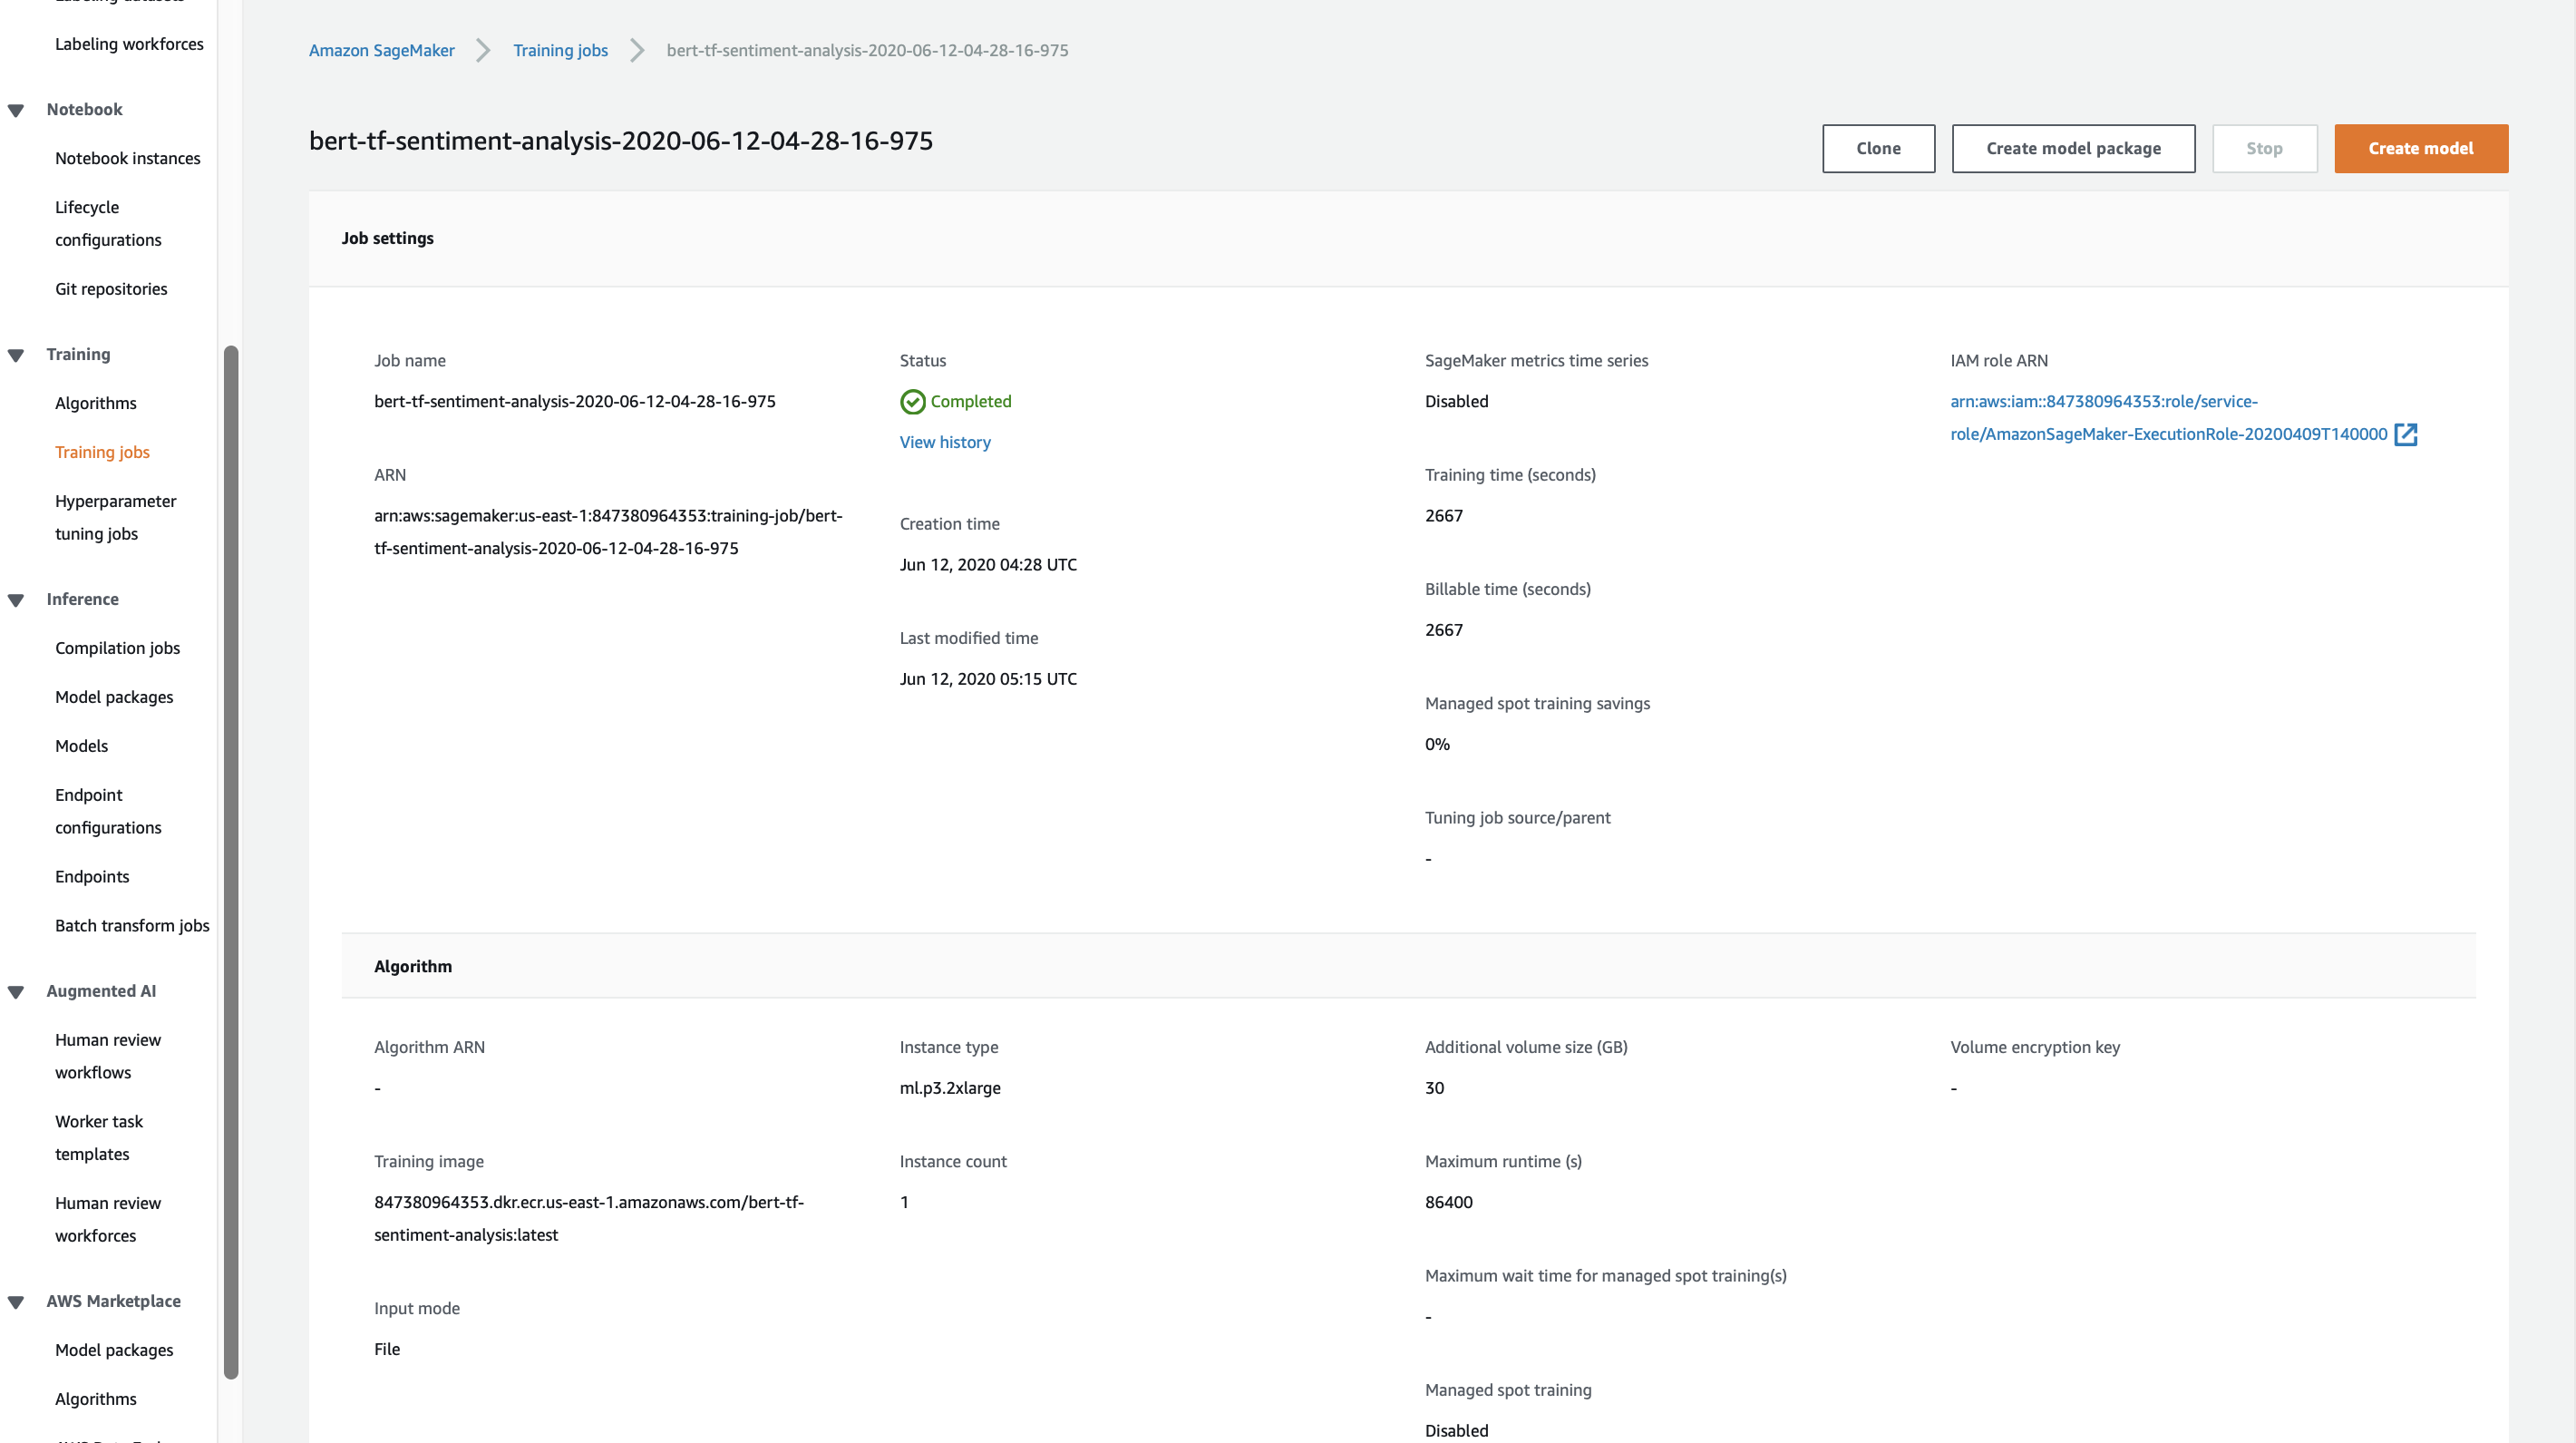 Labeling workforces
Notebook
Notebook instances
Lifecycle
configurations
Git repositories
Training
Algorithms
Training jobs
Hyperparameter
tuning jobs
Inference
Compilation jobs
Model packages
Models
Endpoint
configurations
Endpoints
Batch transform jobs
Augmented AI
Human review
workflows
Worker task
templates
Human review
workforces
AWS Marketplace
Model packages
Algorithms
Amazon SageMaker
Training jobs
bert-tf-sentiment-analysis-2020-06-12-04-28-16-975
bert-tf-sentiment-analysis-2020-06-12-04-28-16-975
Clone
Create model package
Stop
Create model
Job settings
Job name
bert-tf-sentiment-analysis-2020-06-12-04-28-16-975
ARN
arn:aws:sagemaker:us-east-1:847380964353:training-job/bert-
tf-sentiment-analysis-2020-06-12-04-28-16-975
Status
Completed
View history
Creation time
Jun 12, 2020 04:28 UTC
Last modified time
Jun 12, 2020 05:15 UTC
SageMaker metrics time series
Disabled
Training time (seconds)
2667
Billable time (seconds)
2667
Managed spot training savings
0%
Tuning job source/parent
-
IAM role ARN
arn:aws:iam::847380964353:role/service-
role/AmazonSageMaker-ExecutionRole-20200409T140000
Algorithm
Algorithm ARN
-
Training image
847380964353.dkr.ecr.us-east-1.amazonaws.com/bert-tf-
sentiment-analysis:latest
Input mode
File
Instance type
ml.p3.2xlarge
Instance count
1
Additional volume size (GB)
30
Maximum runtime (s)
86400
Maximum wait time for managed spot training(s)
-
Managed spot training
Disabled
Volume encryption key
-